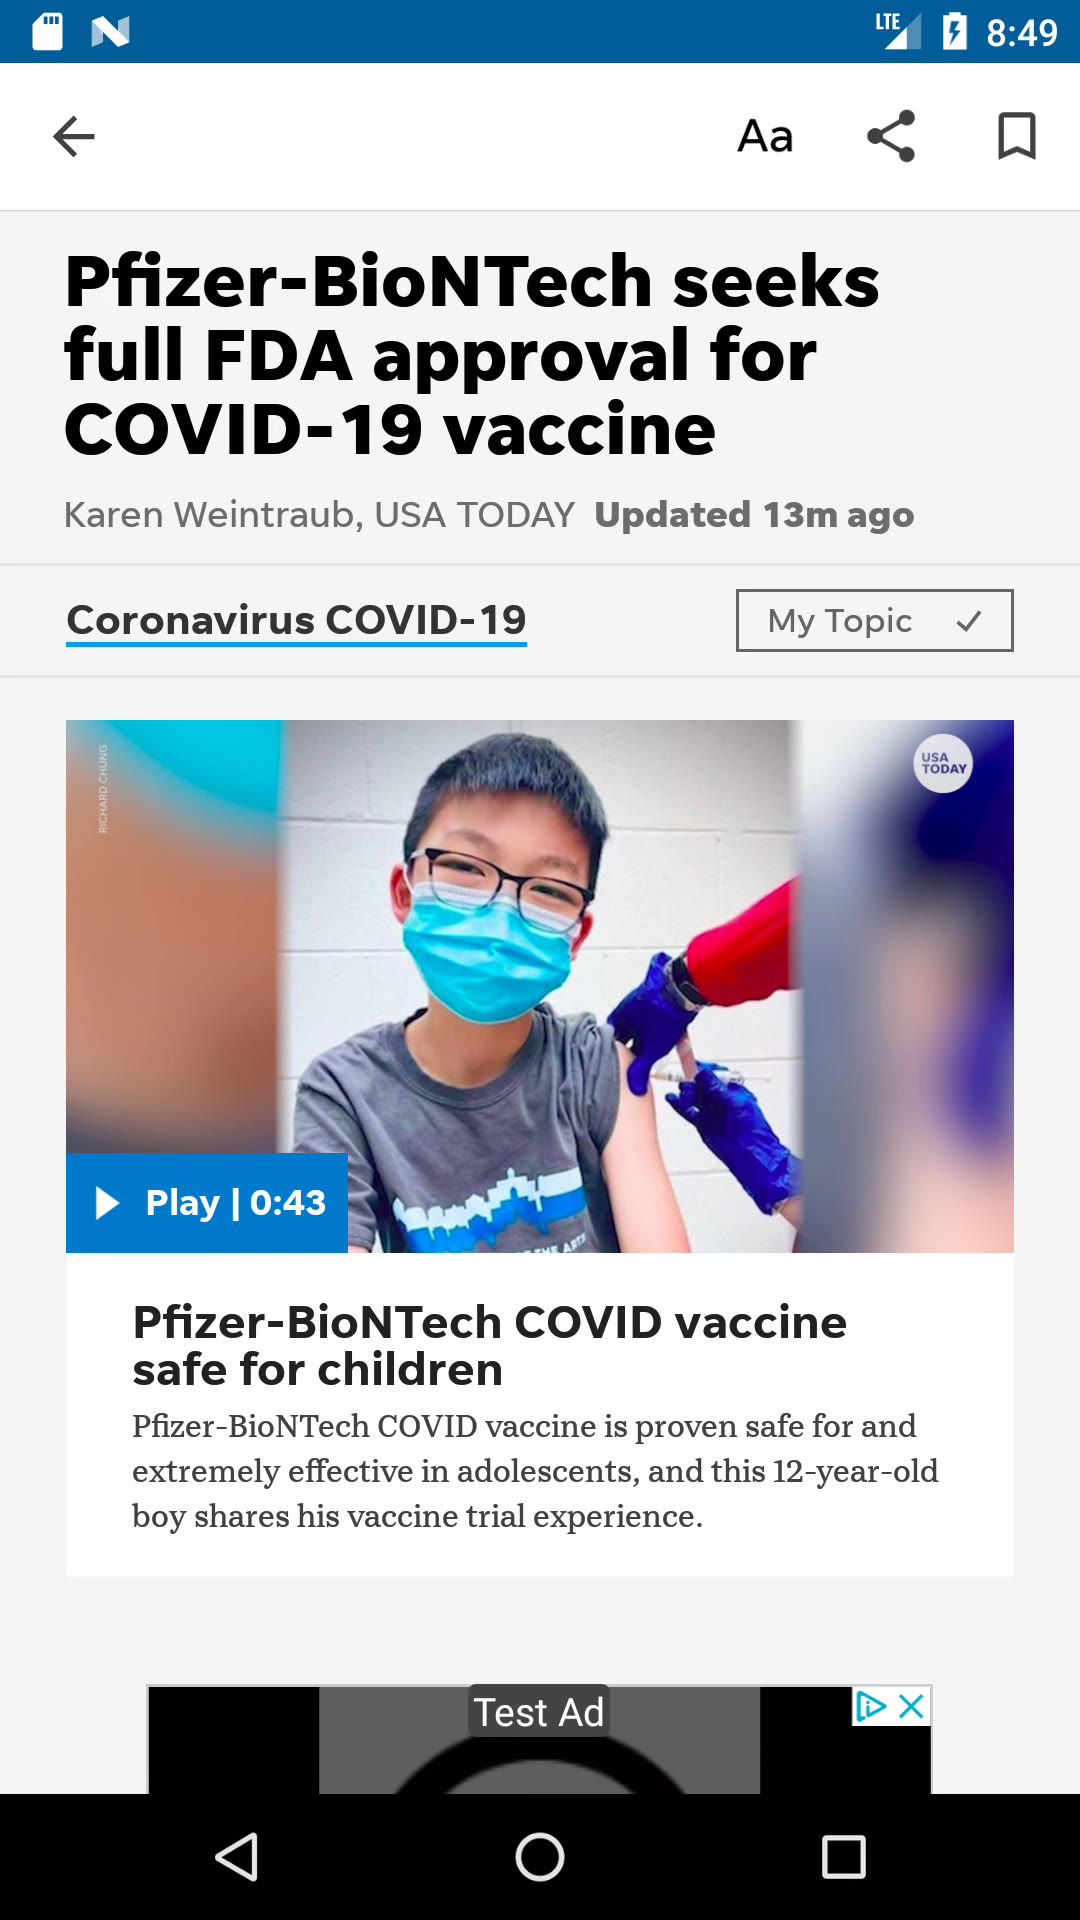 LTE
8:49
Aa
Pfizer-BioNTech seeks
full FDA approval for
COVID-19 vaccine
Karen Weintraub, USA TODAY Updated 13m ago
Coronavirus COVID-19
My Topic
RICHARD CHUNG
USA
TODAY
THE ARTS
Play | 0:43
Pfizer-BioNTech COVID vaccine
safe for children
Pfizer-BioNTech COVID vaccine is proven safe for and
extremely effective in adolescents, and this 12-year-old
boy shares his vaccine trial experience.
Test Ad